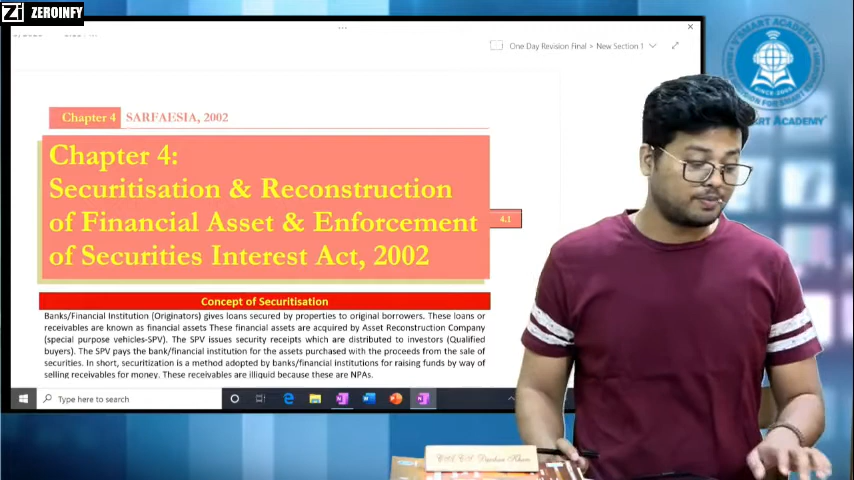 ZEROINFY
One Day Revision Final » New Section 1
V'SMART ACADEMY
SINCE-2008
SMART ACADEMY
Chapter 4 SARFAESIA, 2002
Chapter 4:
Securitisation & Reconstruction
of Financial Asset & Enforcement
of Securities Interest Act, 2002
4.1
Concept of Securitisation
Banks/Financial Institution (Originators) gives loans secured by properties to original borrowers. These loans or
receivables are known as financial assets These financial assets are acquired by Asset Reconstruction Company
(special purpose vehicles-SPV). The SPV issues security receipts which are distributed to investors (Qualified
buyers). The SPV pays the bank/financial institution for the assets purchased with the proceeds from the sale of
securities. In short, securitization is a method adopted by banks/financial institutions for raising funds by way of
selling receivables for money. These receivables are illiquid because these are NPAs.
Type here to search